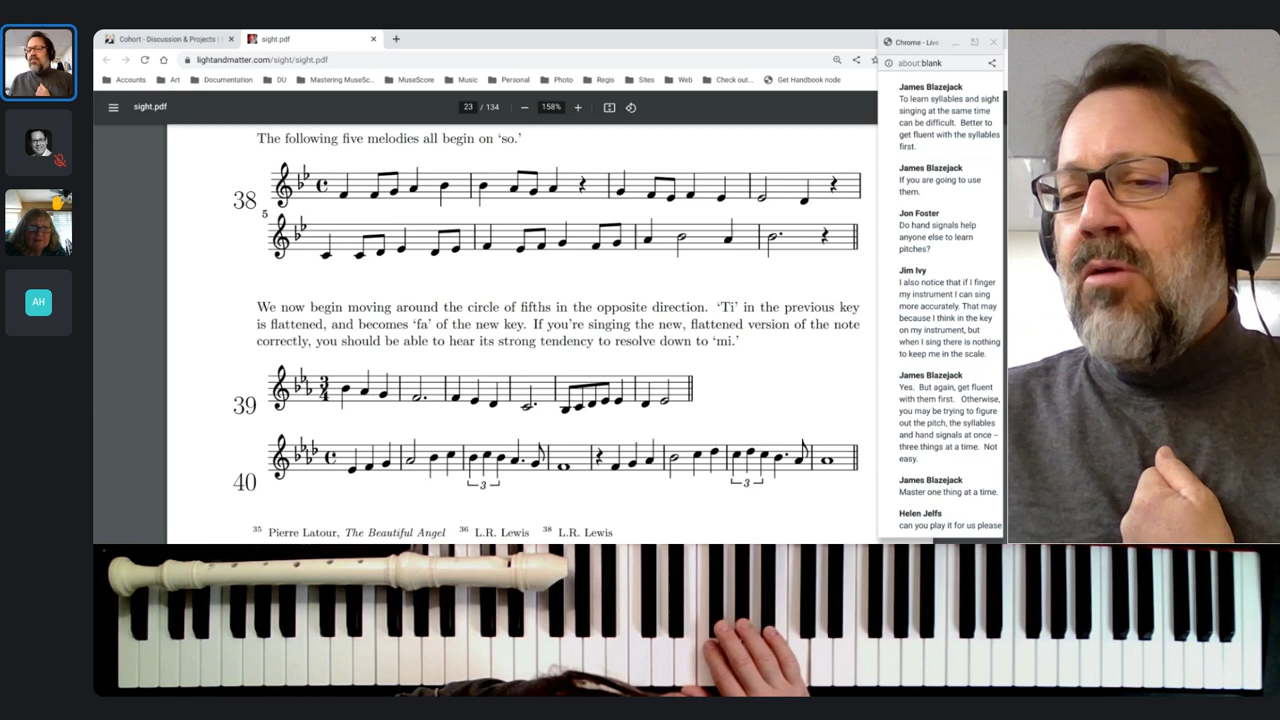 Cohort - Discussion & Projects |
sight.pdf
lightandmatter.com/sight/sight.pdf
Accounts Art Documentation DU Mastering MuseSc... MuseScore Music Personal Photo Regis Sites Web Check out... Get Handbook node
sight.pdf 23 / 134 158%
The following five melodies all begin on ‘so.’
38
5
We now begin moving around the circle of fifths in the opposite direction. ‘Ti’ in the previous key
is flattened, and becomes ‘fa’ of the new key. If you’re singing the new, flattened version of the note
correctly, you should be able to hear its strong tendency to resolve down to ‘mi.’
39
3
4
40
3
3
35 Pierre Latour, The Beautiful Angel 36 L.R. Lewis 38 L.R. Lewis
Chrome - Live
about:blank
James Blazejack
To learn syllables and sight
singing at the same time
can be difficult. Better to
get fluent with the syllables
first.
James Blazejack
If you are going to use
them.
Jon Foster
Do hand signals help
anyone else to learn
pitches?
Jim Ivy
I also notice that if I finger
my instrument I can sing
more accurately. That may
because I think in the key
on my instrument, but
when I sing there is nothing
to keep me in the scale.
James Blazejack
Yes. But again, get fluent
with them first. Otherwise,
you may be trying to figure
out the pitch, the syllables
and hand signals at once –
three things at a time. Not
easy.
James Blazejack
Master one thing at a time.
Helen Jelfs
can you play it for us please
AH